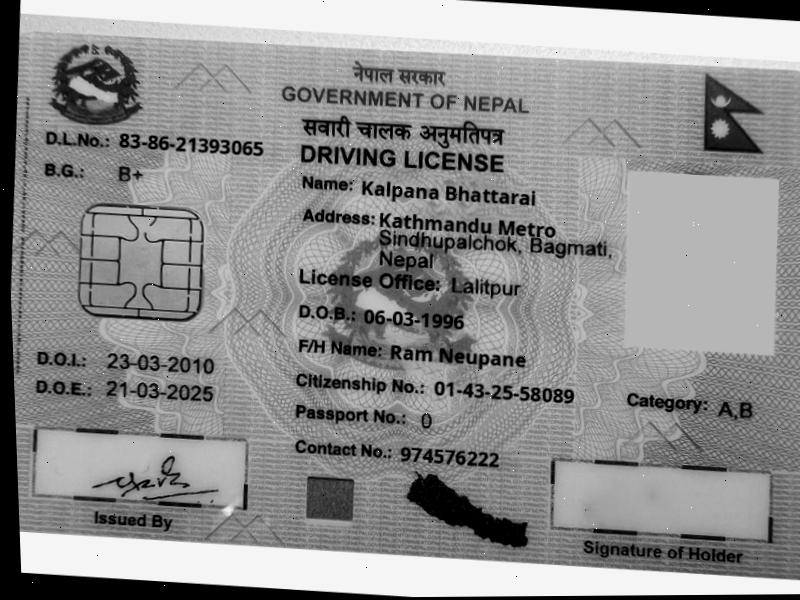 नेपाल सरकार
GOVERNMENT OF NEPAL
सवारी चालक अनुमतिपत्र
DRIVING LICENSE
D.L.No.: 83-86-21393065
B.G.: B+
Name: Kalpana Bhattarai
Address: Kathmandu Metro
Sindhupalchok, Bagmati,
Nepal
License Office: Lalitpur
D.O.B.: 06-03-1996
F/H Name: Ram Neupane
D.O.I.: 23-03-2010
D.O.E.: 21-03-2025
Citizenship No.: 01-43-25-58089
Category: A,B
Passport No.: 0
Contact No.: 974576222
Issued By
Signature of Holder